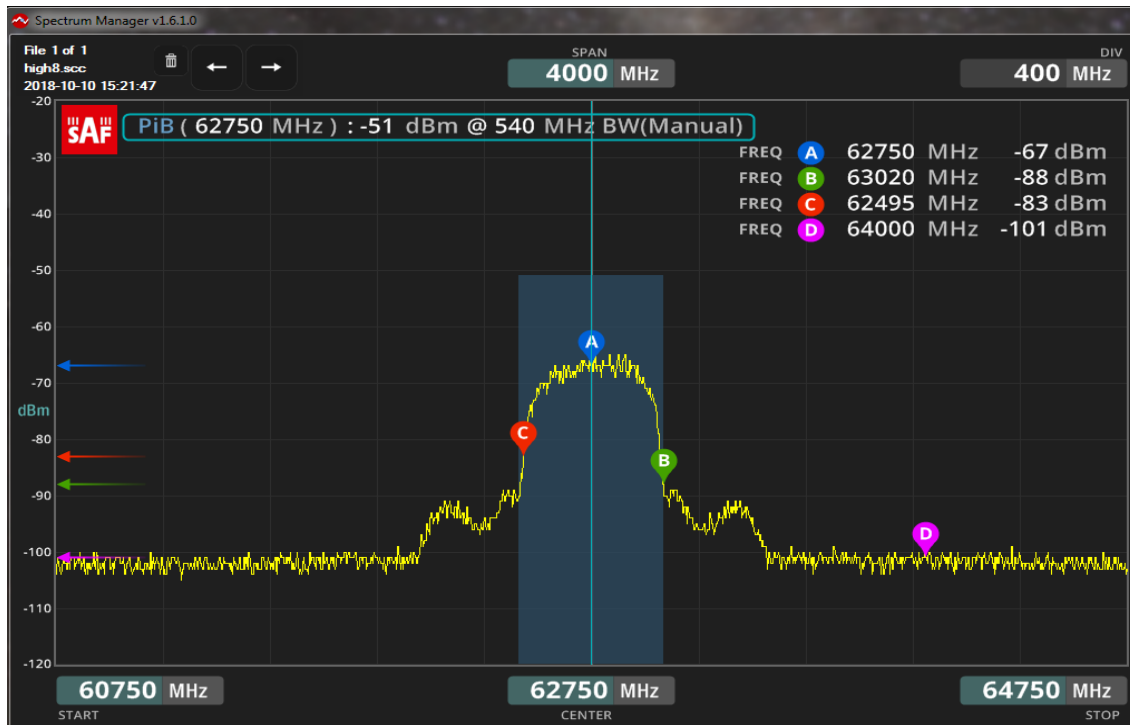 Spectrum Manager v1.6.1.0
File 1 of 1
high8.scc
2018-10-10 15:21:47
SPAN
4000 MHz
DIV
400 MHz
SAF
PiB ( 62750 MHz ) : -51 dBm @ 540 MHz BW(Manual)
FREQ A 62750 MHz -67 dBm
FREQ B 63020 MHz -88 dBm
FREQ C 62495 MHz -83 dBm
FREQ D 64000 MHz -101 dBm
-20
-30
-40
-50
-60
-70
dBm
-80
-90
-100
-110
-120
A
C
B
D
60750 MHz
START
62750 MHz
CENTER
64750 MHz
STOP